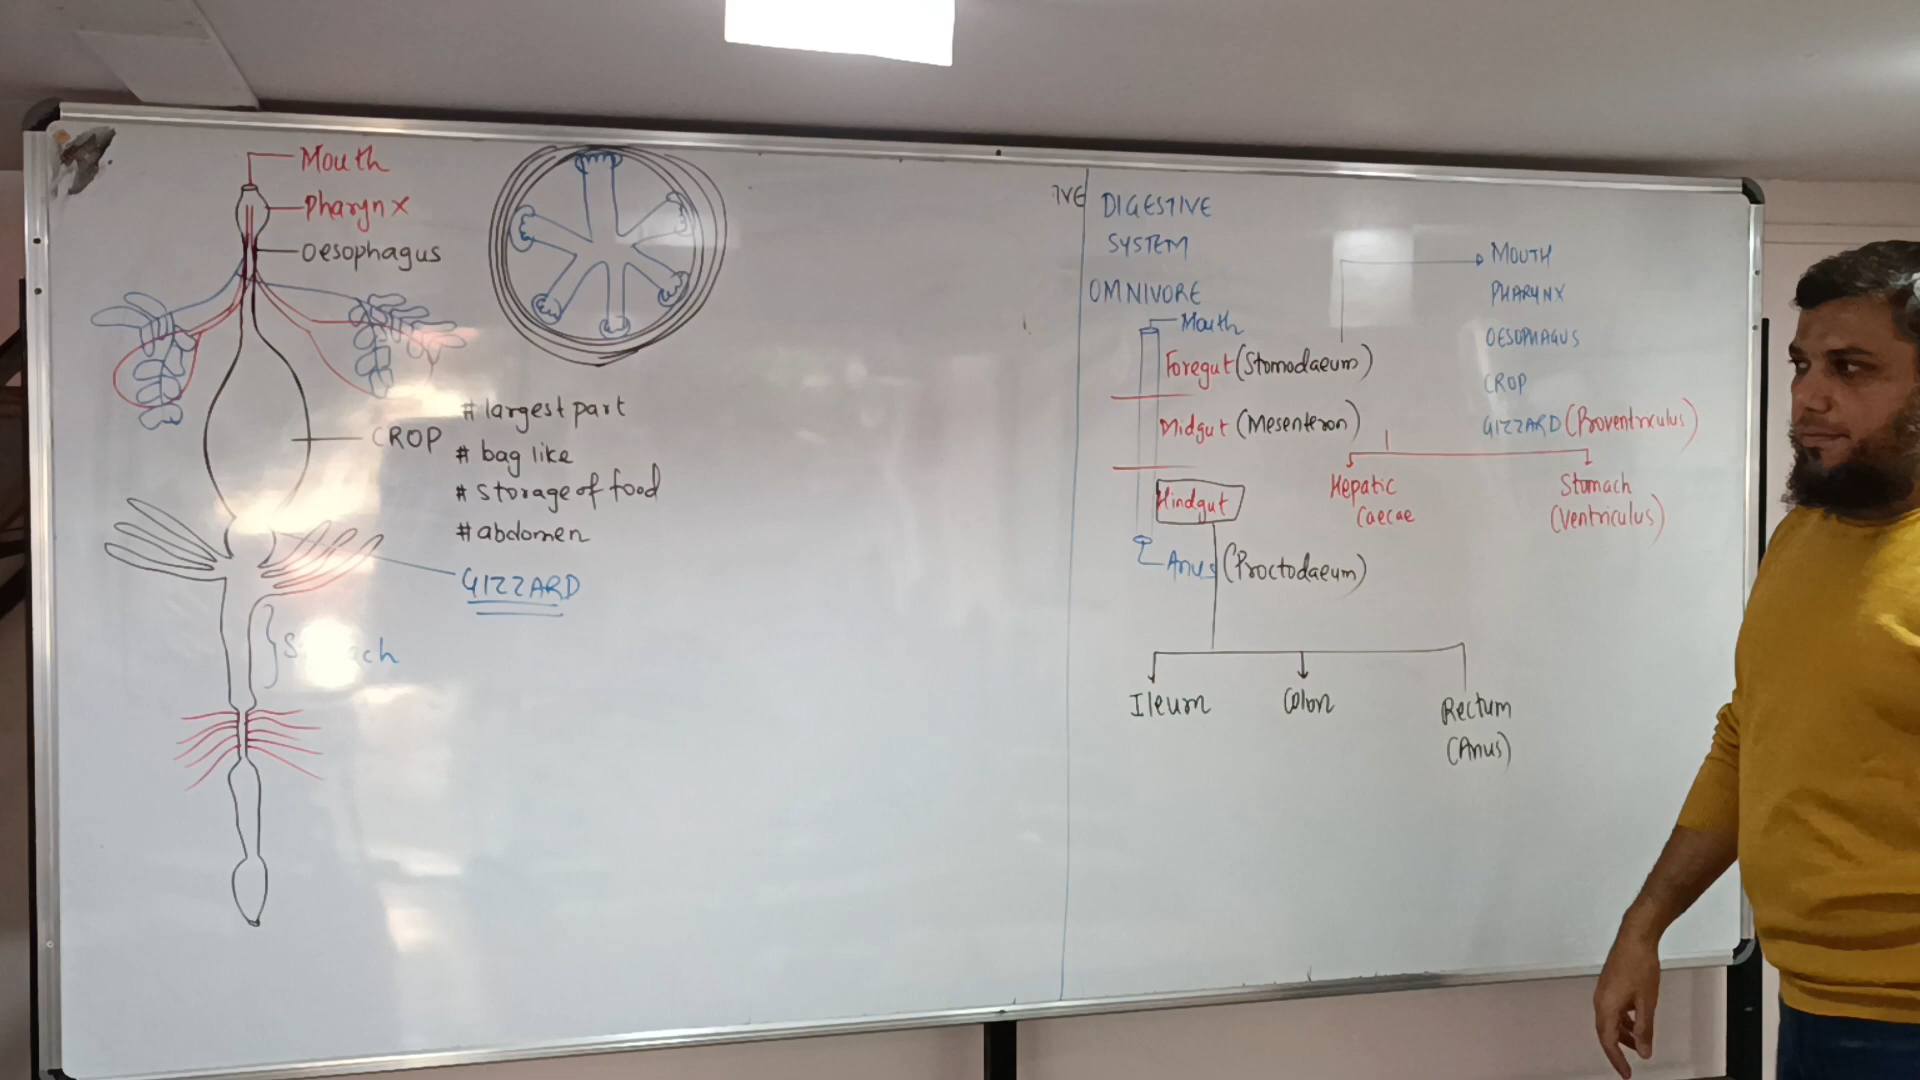 Mouth
Pharynx
Oesophagus
CROP
# largest part
# bag like
# storage of food
# abdomen
GIZZARD
IVE
DIGESTIVE
SYSTEM
OMNIVORE
Mouth
Foregut (Stomodaeum)
Midgut (Mesenteron)
Hindgut
Anus (Proctodaeum)
MOUTH
PHARYNX
OESOPHAGUS
CROP
GIZZARD (Proventriculus)
Hepatic
Caecae
Stomach
(Ventriculus)
Ileum
Colon
Rectum
(Anus)